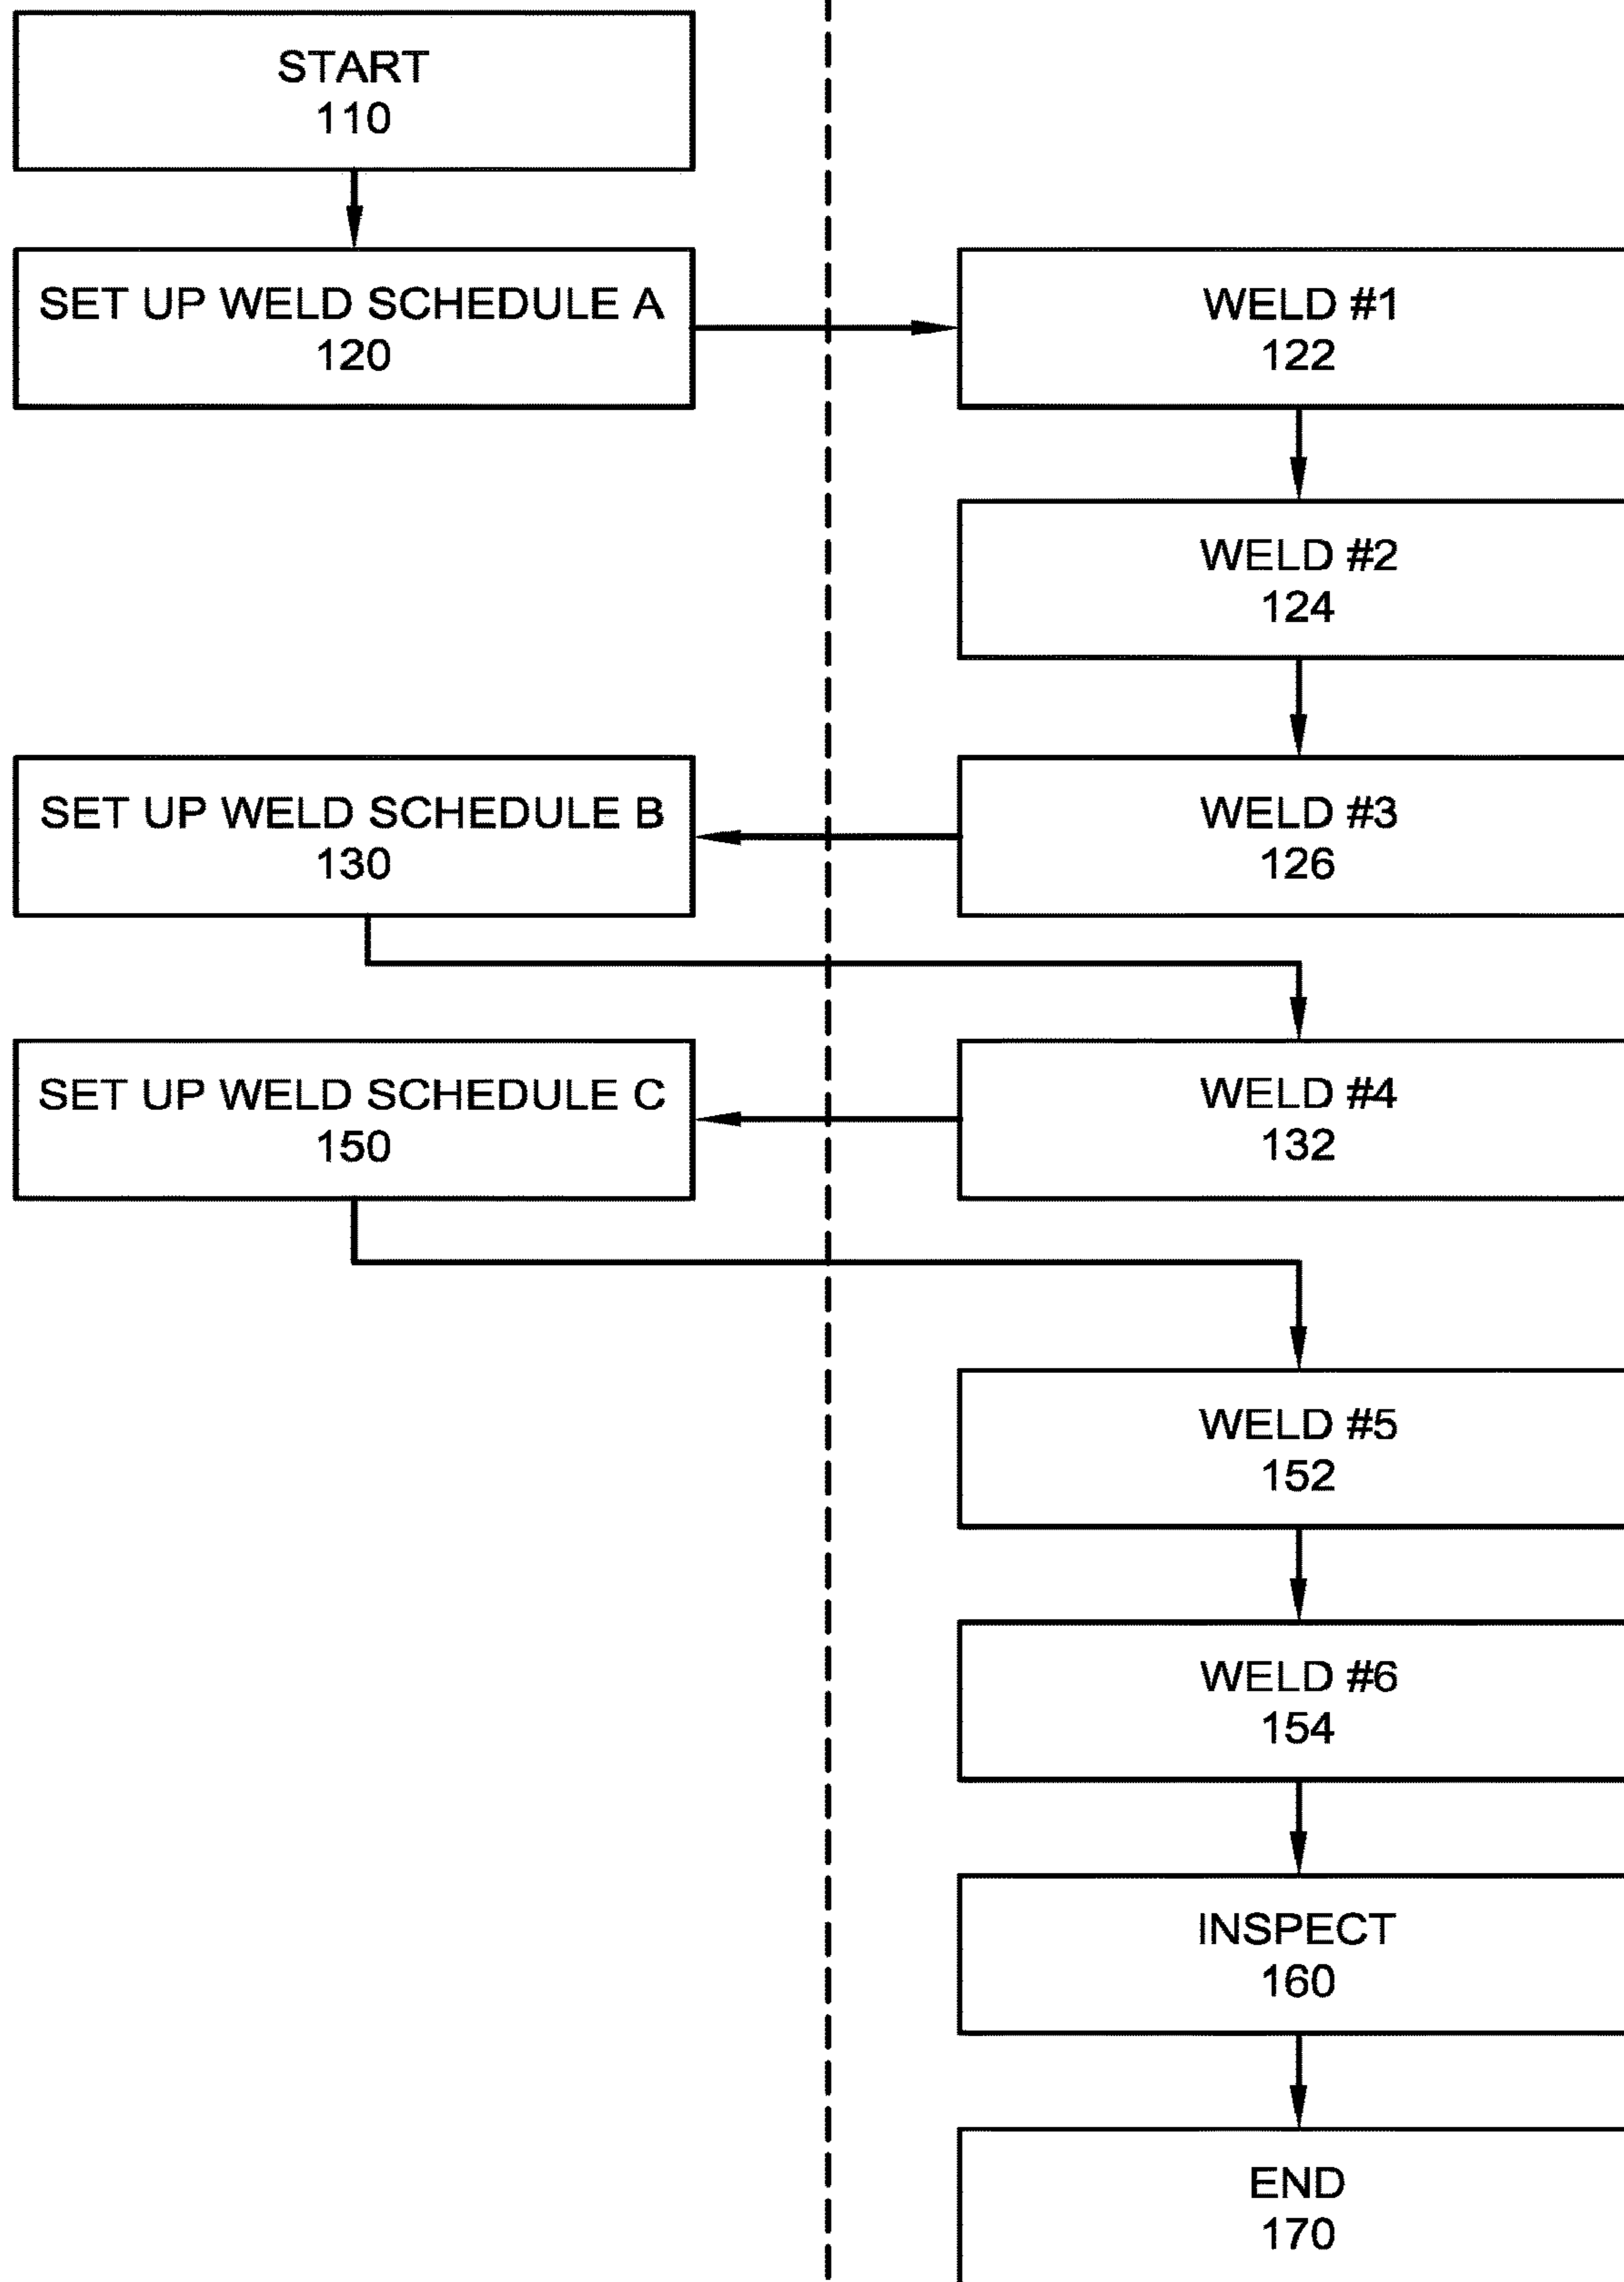 START
110
SET UP WELD SCHEDULE A
120
WELD #1
122
WELD #2
124
WELD #3
126
SET UP WELD SCHEDULE B
130
WELD #4
132
SET UP WELD SCHEDULE C
150
WELD #5
152
WELD #6
154
INSPECT
160
END
170